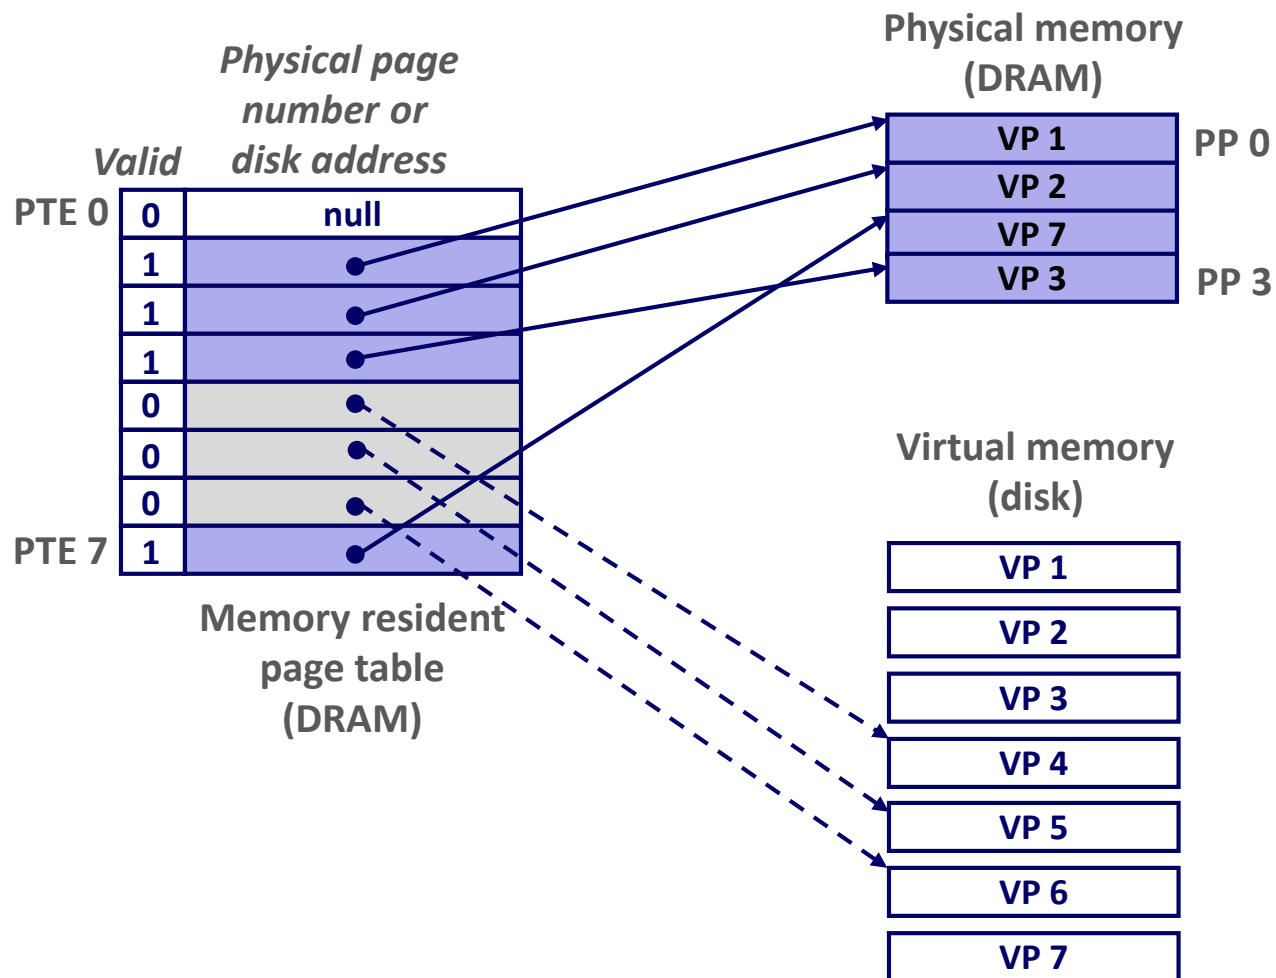 Physical page
number or
disk address
Valid
PTE 0
0
null
1
1
1
0
0
0
PTE 7
1
Memory resident
page table
(DRAM)
Physical memory
(DRAM)
VP 1
PP 0
VP 2
VP 7
VP 3
PP 3
Virtual memory
(disk)
VP 1
VP 2
VP 3
VP 4
VP 5
VP 6
VP 7